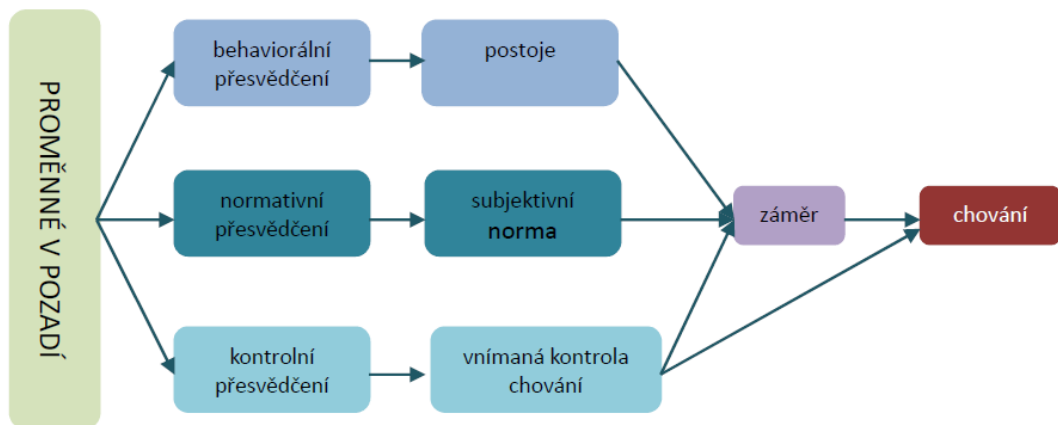 PROMĚNNÉ V POZADÍ
behaviorální
přesvědčení
postoje
normativní
přesvědčení
subjektivní
norma
kontrolní
přesvědčení
vnímaná kontrola
chování
záměr
chování